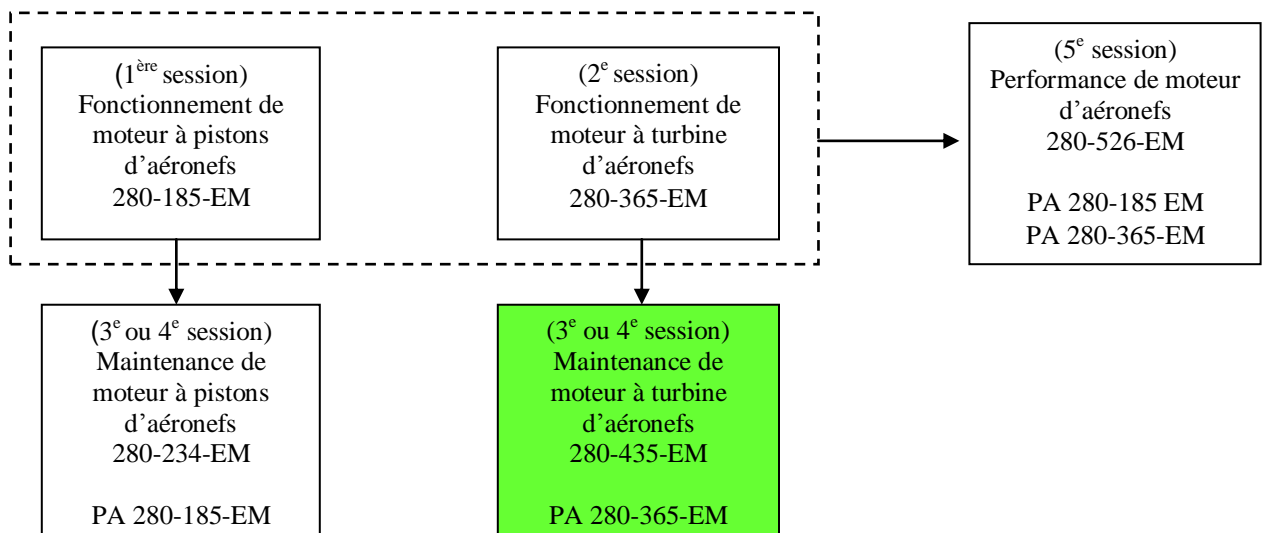 (1ère session)
Fonctionnement de
moteur à pistons
d’aéronefs
280-185-EM
(2e session)
Fonctionnement de
moteur à turbine
d’aéronefs
280-365-EM
(5e session)
Performance de moteur
d’aéronefs
280-526-EM
PA 280-185 EM
PA 280-365-EM
(3e ou 4e session)
Maintenance de
moteur à pistons
d’aéronefs
280-234-EM
PA 280-185-EM
(3e ou 4e session)
Maintenance de
moteur à turbine
d’aéronefs
280-435-EM
PA 280-365-EM